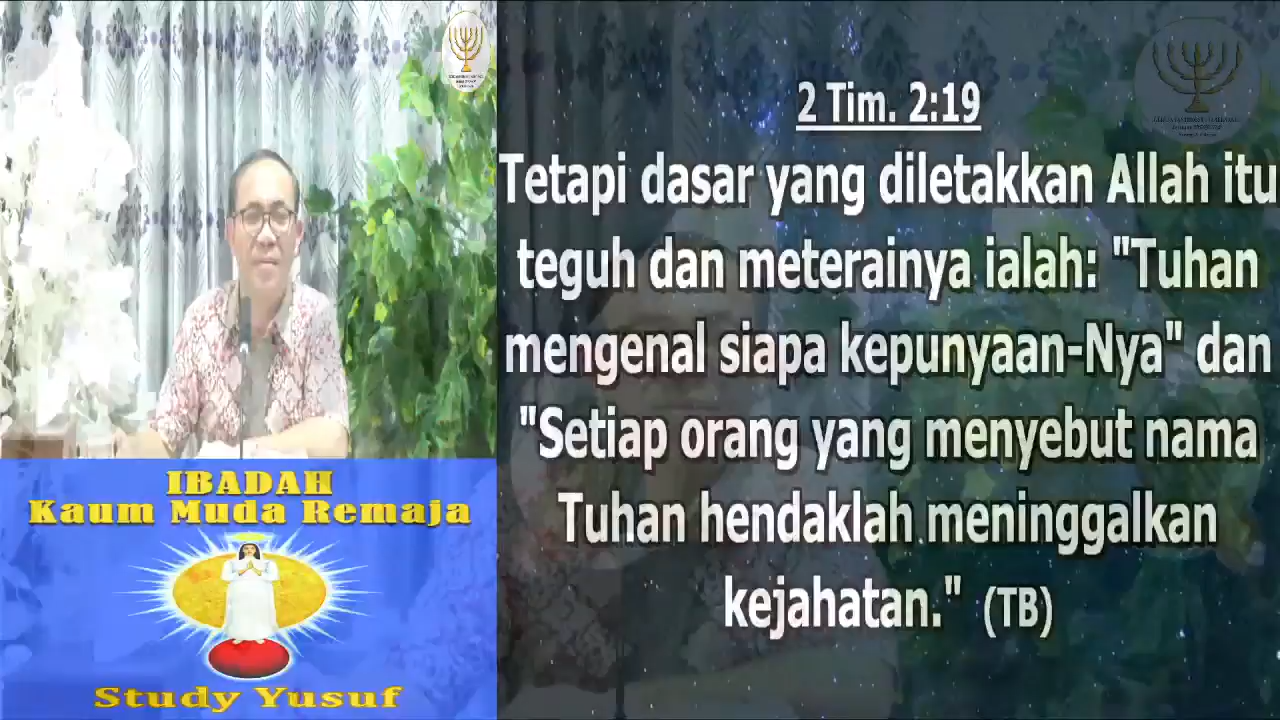 2 Tim. 2:19
Tetapi dasar yang diletakkan Allah itu
teguh dan meterainya ialah: "Tuhan
mengenal siapa kepunyaan-Nya" dan
"Setiap orang yang menyebut nama
Tuhan hendaklah meninggalkan
kejahatan." (TB)
IBADAH
Kaum Muda Remaja
Study Yusuf